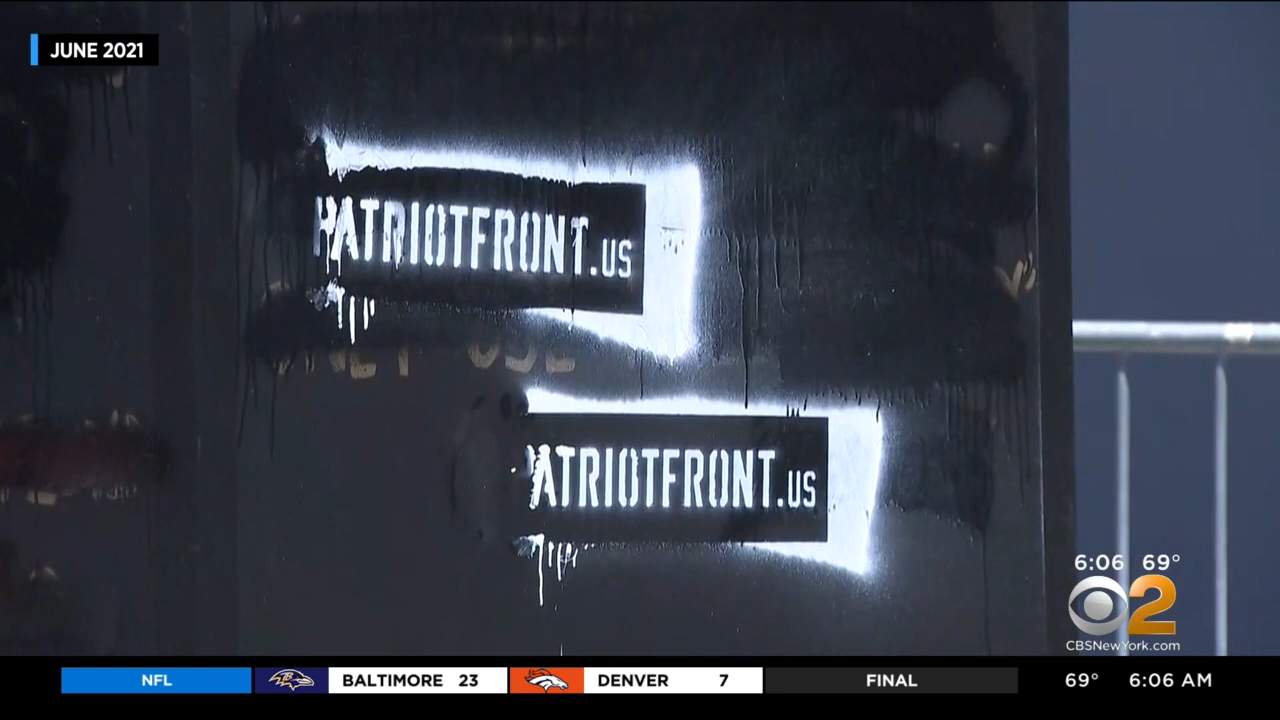 JUNE 2021
PATRIOTFRONT.US
PATRIOTFRONT.US
6:06 69°
2
CBSNewYork.com
NFL BALTIMORE 23 DENVER 7 FINAL 69° 6:06 AM